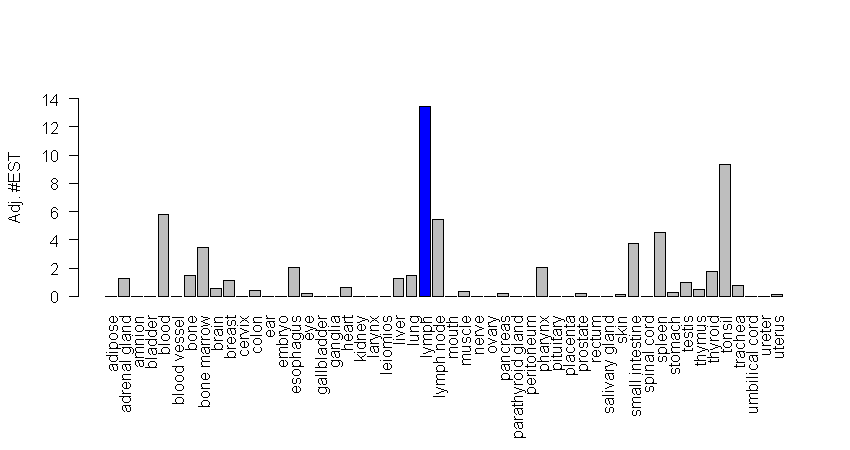 Adj. #EST
14
12
10
8
6
4
2
0
adipose
adrenal gland
amnion
bladder
blood
blood vessel
bone
bone marrow
brain
breast
cervix
colon
ear
embryo
esophagus
eye
gallbladder
ganglia
heart
kidney
larynx
leiomios
liver
lung
lymph
lymph node
mouth
muscle
nerve
ovary
pancreas
parathyroid gland
peritoneum
pharynx
pituitary
placenta
prostate
rectum
salivary gland
skin
small intestine
spinal cord
spleen
stomach
testis
thymus
thyroid
tonsil
trachea
umbilical cord
ureter
uterus